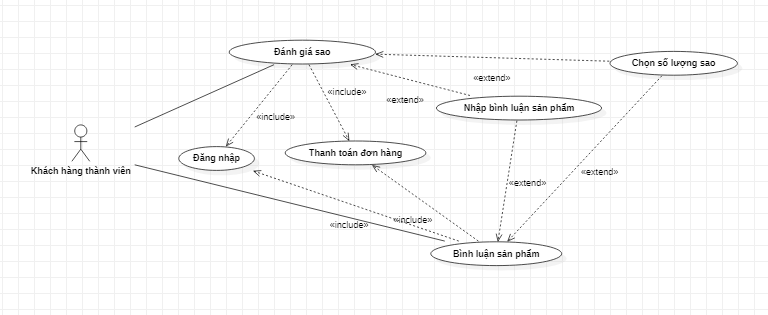 Đánh giá sao
Chọn số lượng sao
«extend»
«include»
«extend»
Nhập bình luận sản phẩm
«include»
Khách hàng thành viên
Đăng nhập
Thanh toán đơn hàng
«extend»
«extend»
«include»
«include»
Bình luận sản phẩm